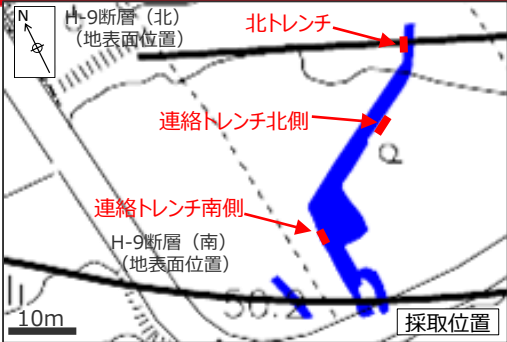 N
H-9断層（北）
（地表面位置）
北トレンチ
連絡トレンチ北側
Q
連絡トレンチ南側
H-9断層（南）
（地表面位置）
50.2
10m
採取位置